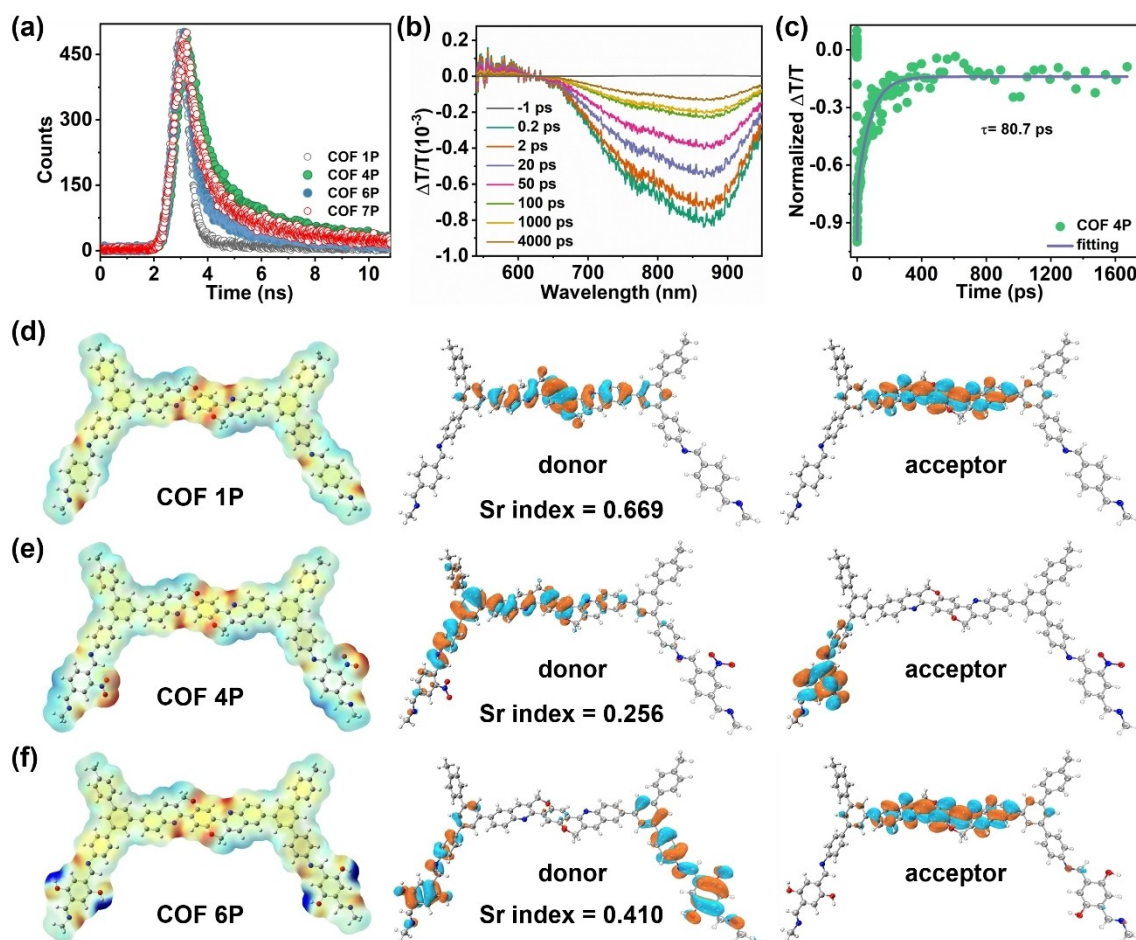 (a)
450
300
150
0
Counts
COF 1P
COF 4P
COF 6P
COF 7P
0 2 4 6 8 10
Time (ns)
(b)
0.2
0.0
-0.2
-0.4
-0.6
-0.8
-1.0
ΔT/T(10⁻³)
-1 ps
0.2 ps
2 ps
20 ps
50 ps
100 ps
1000 ps
4000 ps
600 700 800 900
Wavelength (nm)
(c)
0.0
-0.3
-0.6
-0.9
Normalized ΔT/T
τ= 80.7 ps
COF 4P
fitting
0 400 800 1200 1600
Time (ps)
(d)
COF 1P
donor
Sr index = 0.669
acceptor
(e)
COF 4P
donor
Sr index = 0.256
acceptor
(f)
COF 6P
donor
Sr index = 0.410
acceptor